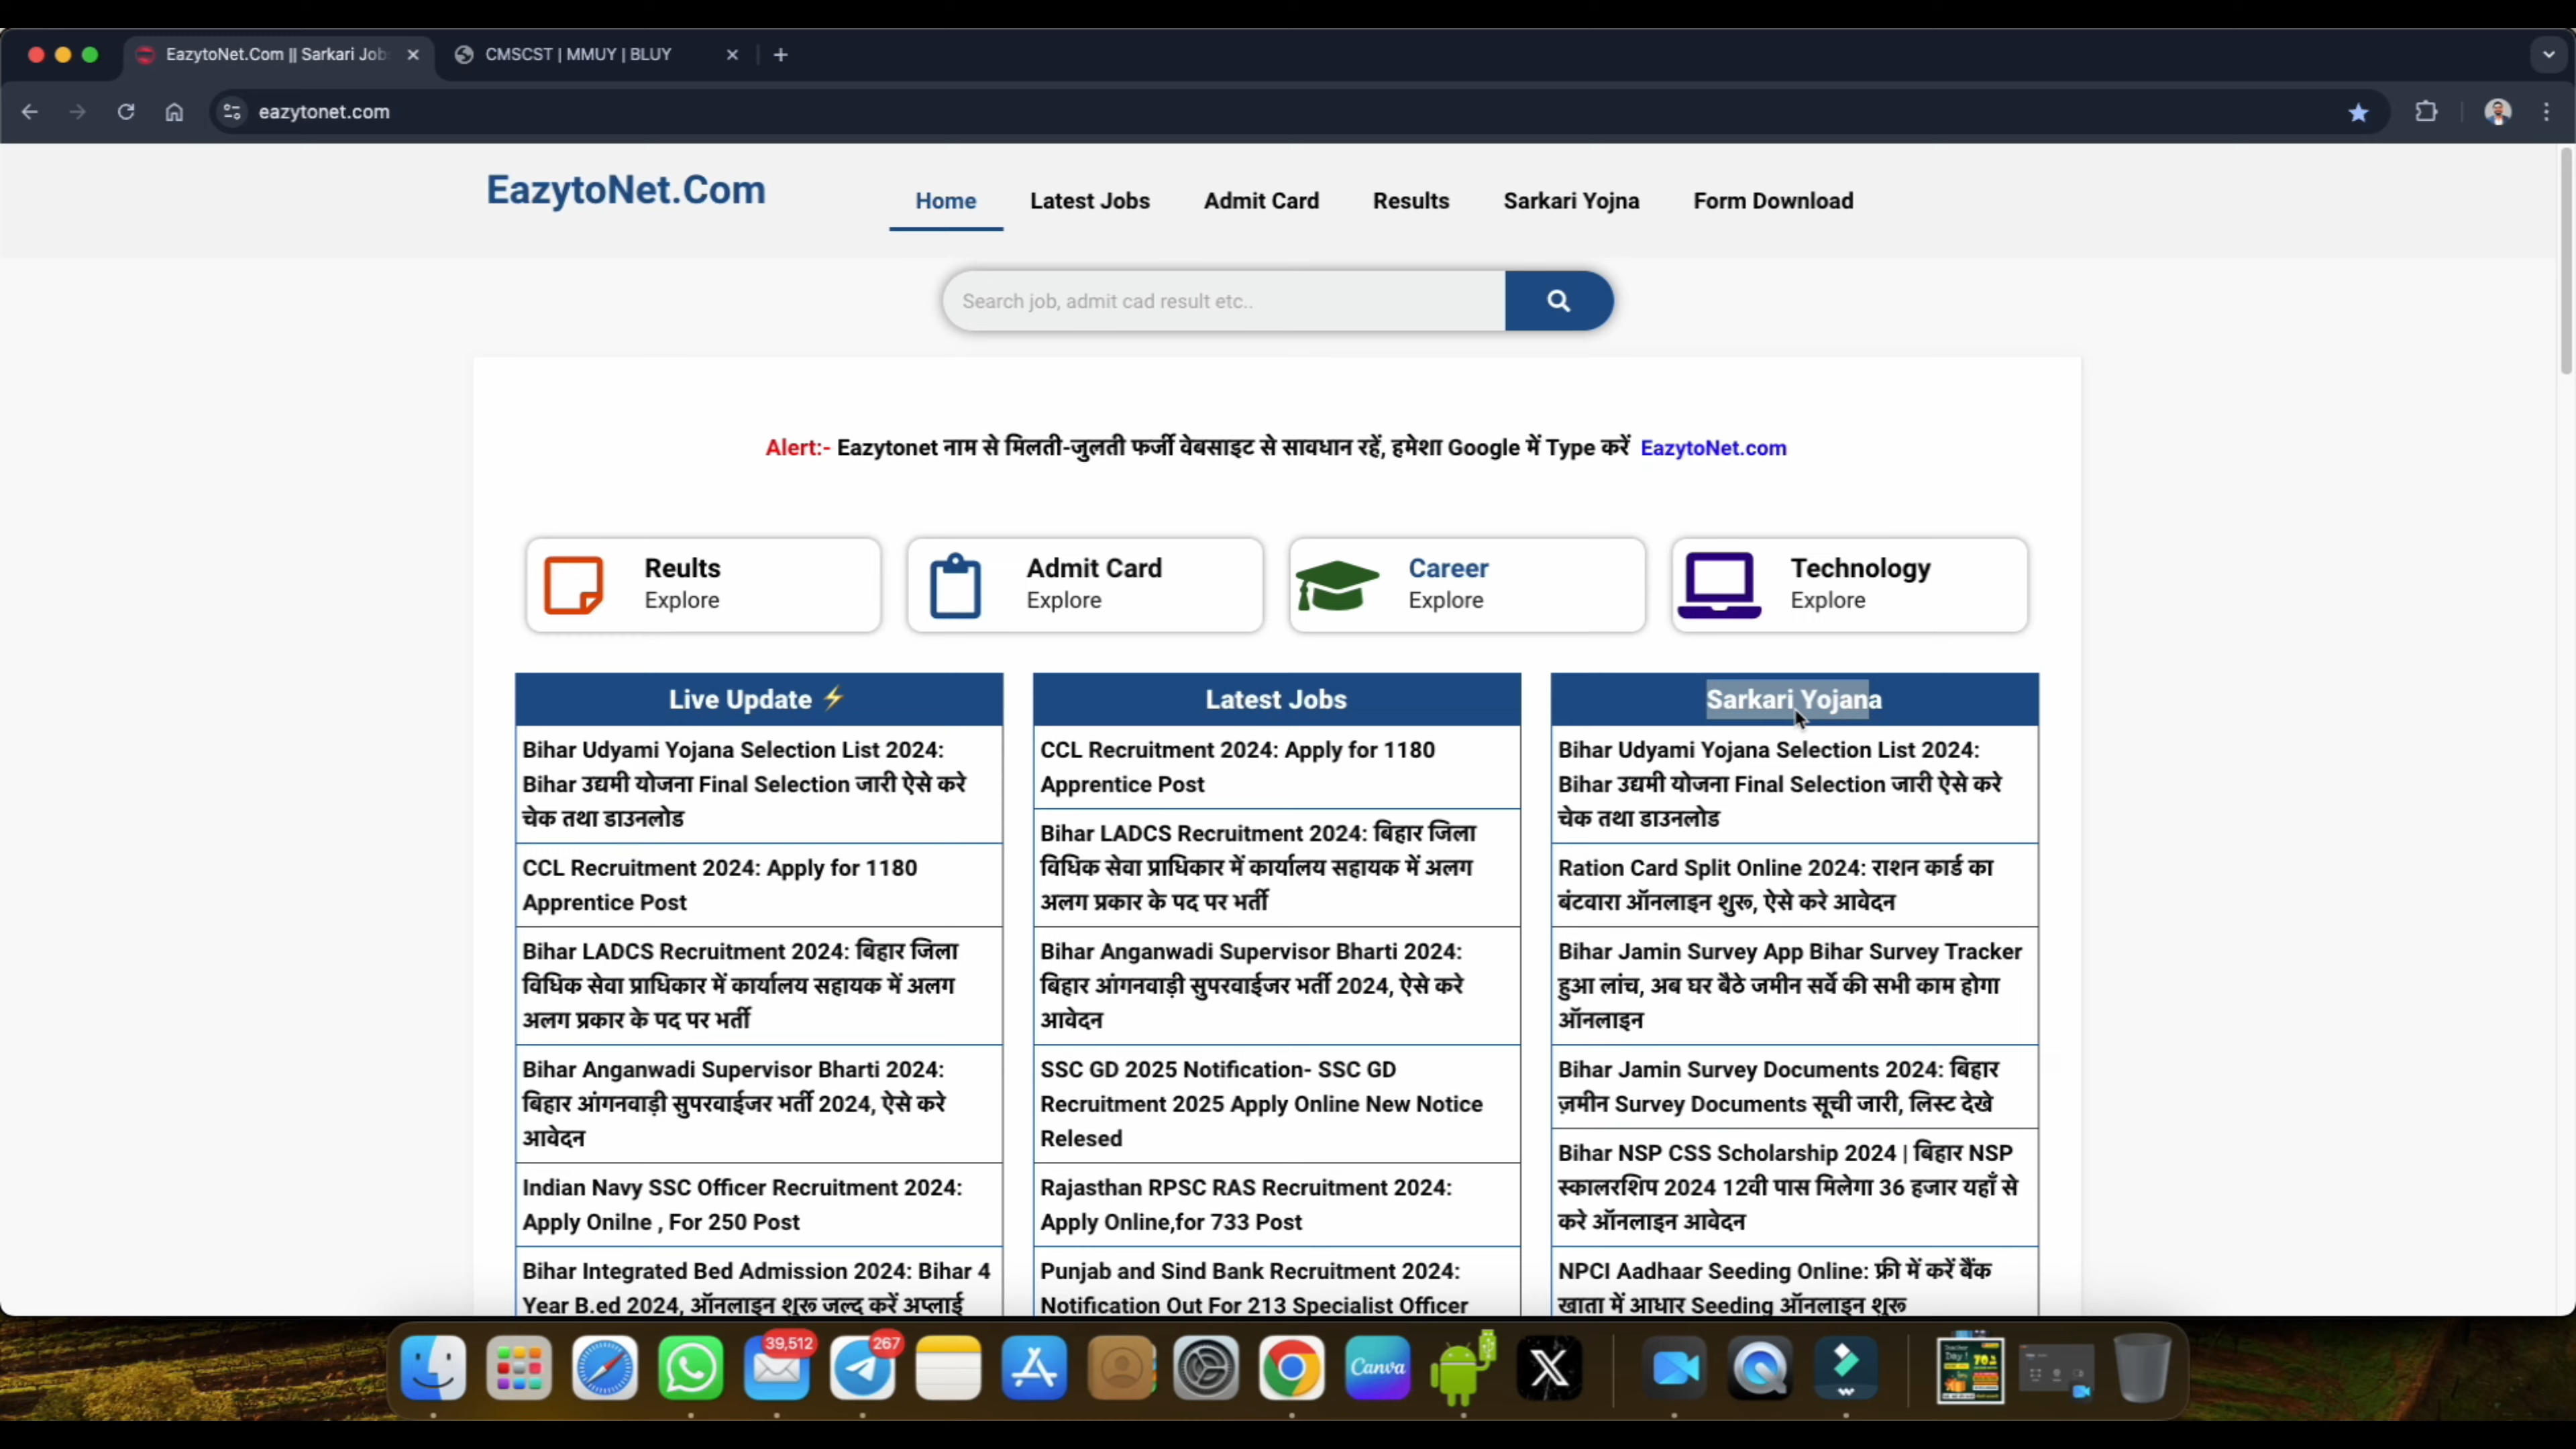 EazytoNet.Com || Sarkari Job
CMSCST | MMUY | BLUY
eazytonet.com
EazytoNet.Com
Home
Latest Jobs
Admit Card
Results
Sarkari Yojna
Form Download
Search job, admit cad result etc..
Alert:- Eazytonet नाम से मिलती-जुलती फर्जी वेबसाइट से सावधान रहें, हमेशा Google में Type करें EazytoNet.com
Reults
Explore
Admit Card
Explore
Career
Explore
Technology
Explore
Live Update ⚡
Bihar Udyami Yojana Selection List 2024:
Bihar उद्यमी योजना Final Selection जारी ऐसे करे
चेक तथा डाउनलोड
CCL Recruitment 2024: Apply for 1180
Apprentice Post
Bihar LADCS Recruitment 2024: बिहार जिला
विधिक सेवा प्राधिकार में कार्यालय सहायक में अलग
अलग प्रकार के पद पर भर्ती
Bihar Anganwadi Supervisor Bharti 2024:
बिहार आंगनवाड़ी सुपरवाईजर भर्ती 2024, ऐसे करे
आवेदन
Indian Navy SSC Officer Recruitment 2024:
Apply Onilne , For 250 Post
Bihar Integrated Bed Admission 2024: Bihar 4
Year B.ed 2024, ऑनलाइन शुरू जल्द करें अप्लाई
Latest Jobs
CCL Recruitment 2024: Apply for 1180
Apprentice Post
Bihar LADCS Recruitment 2024: बिहार जिला
विधिक सेवा प्राधिकार में कार्यालय सहायक में अलग
अलग प्रकार के पद पर भर्ती
Bihar Anganwadi Supervisor Bharti 2024:
बिहार आंगनवाड़ी सुपरवाईजर भर्ती 2024, ऐसे करे
आवेदन
SSC GD 2025 Notification- SSC GD
Recruitment 2025 Apply Online New Notice
Relesed
Rajasthan RPSC RAS Recruitment 2024:
Apply Online,for 733 Post
Punjab and Sind Bank Recruitment 2024:
Notification Out For 213 Specialist Officer
Sarkari Yojana
Bihar Udyami Yojana Selection List 2024:
Bihar उद्यमी योजना Final Selection जारी ऐसे करे
चेक तथा डाउनलोड
Ration Card Split Online 2024: राशन कार्ड का
बंटवारा ऑनलाइन शुरू, ऐसे करे आवेदन
Bihar Jamin Survey App Bihar Survey Tracker
हुआ लांच, अब घर बैठे जमीन सर्वे की सभी काम होगा
ऑनलाइन
Bihar Jamin Survey Documents 2024: बिहार
ज़मीन Survey Documents सूची जारी, लिस्ट देखे
Bihar NSP CSS Scholarship 2024 | बिहार NSP
स्कालरशिप 2024 12वी पास मिलेगा 36 हजार यहाँ से
करे ऑनलाइन आवेदन
NPCI Aadhaar Seeding Online: फ्री में करें बैंक
खाता में आधार Seeding ऑनलाइन शुरू
39,512
267
Canva